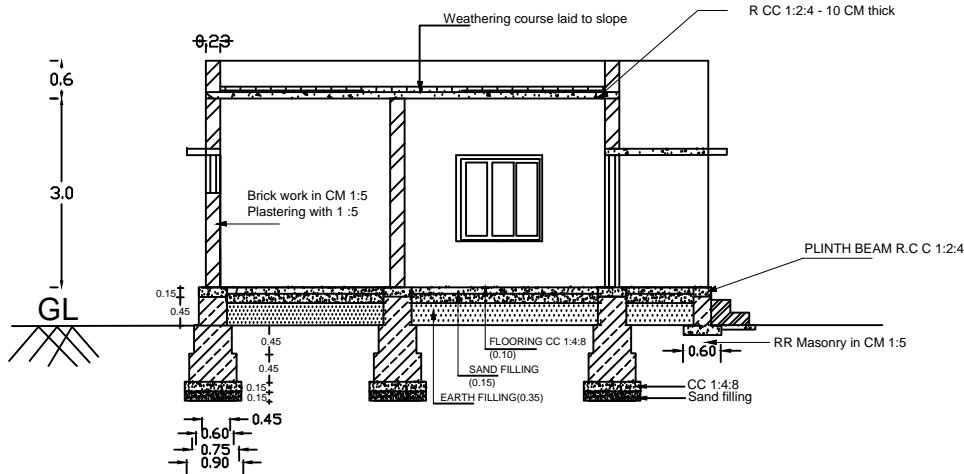 Weathering course laid to slope
R CC 1:2:4 - 10 CM thick
0.23
0.6
3.0
Brick work in CM 1:5
Plastering with 1 :5
PLINTH BEAM R.C C 1:2:4
0.15
GL
0.45
0.45
FLOORING CC 1:4:8
(0.10)
0.60
RR Masonry in CM 1:5
0.45
SAND FILLING
(0.15)
0.15
CC 1:4:8
0.15
EARTH FILLING(0.35)
Sand filling
0.45
0.60
0.75
0.90